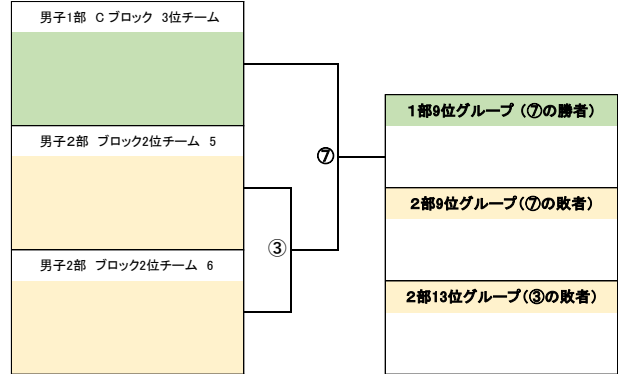 男子1部 C ブロック 3位チーム
男子2部 ブロック2位チーム 5
男子2部 ブロック2位チーム 6
⑦
③
1部9位グループ (⑦の勝者)
2部9位グループ(⑦の敗者)
2部13位グループ(③の敗者)